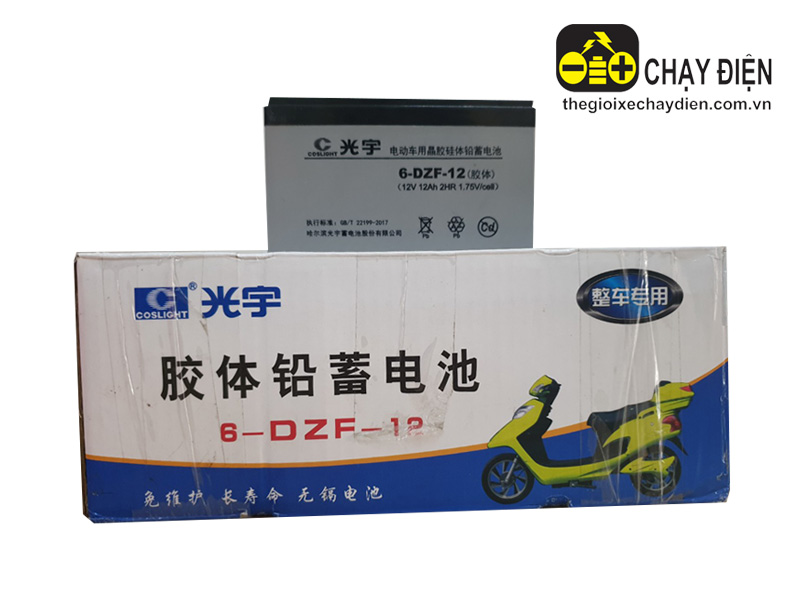 CHẠY ĐIỆN
thegioixechaydien.com.vn
COSLIGHT 光宇 电动车用晶胶硅体铅蓄电池
6-DZF-12(胶体)
(12V 12Ah 2HR 1.75V/cell)
执行标准:GB/T 22199-2017
哈尔滨光宇蓄电池股份有限公司
Pb Pb Cd
COSLIGHT® 光宇
整车专用
胶体铅蓄电池
6-DZF-12
免维护 长寿命 无镉电池